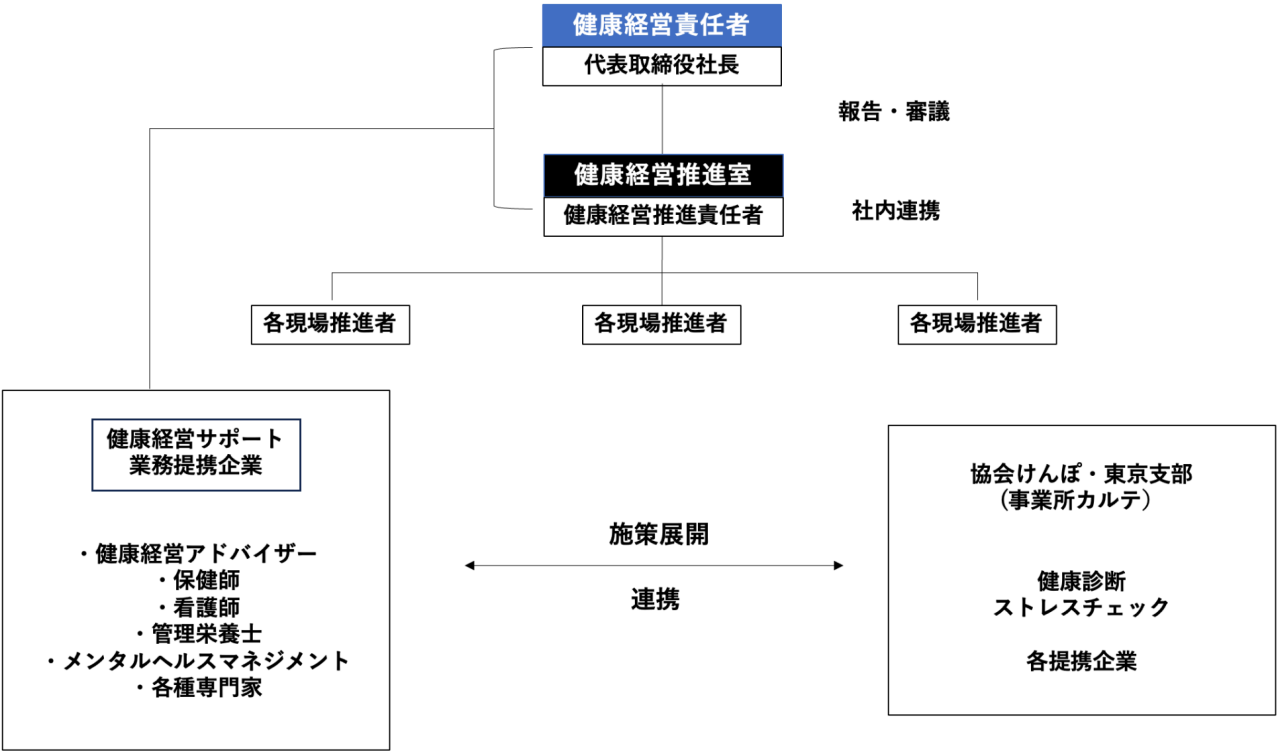 健康経営責任者
代表取締役社長
報告・審議
健康経営推進室
健康経営推進責任者
社内連携
各現場推進者
各現場推進者
各現場推進者
健康経営サポート
業務提携企業
・健康経営アドバイザー
・保健師
・看護師
・管理栄養士
・メンタルヘルスマネジメント
・各種専門家
施策展開
連携
協会けんぽ・東京支部
（事業所カルテ）
健康診断
ストレスチェック
各提携企業